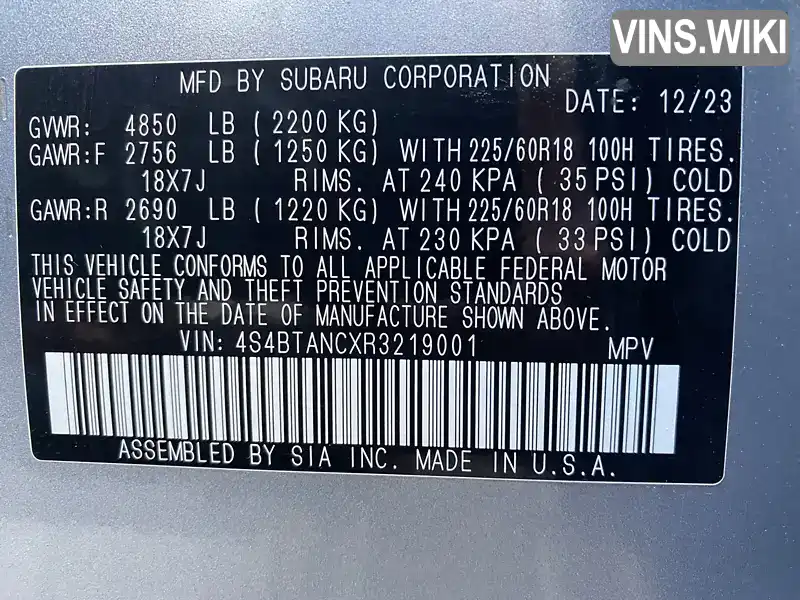 VINS.WIKI
MFD BY SUBARU CORPORATION
DATE: 12/23
GVWR: 4850 LB ( 2200 KG)
GAWR:F 2756 LB ( 1250 KG) WITH 225/60R18 100H TIRES.
18X7J RIMS. AT 240 KPA ( 35 PSI) COLD
GAWR:R 2690 LB ( 1220 KG) WITH 225/60R18 100H TIRES.
18X7J RIMS. AT 230 KPA ( 33 PSI) COLD
THIS VEHICLE CONFORMS TO ALL APPLICABLE FEDERAL MOTOR
VEHICLE SAFETY AND THEFT PREVENTION STANDARDS
IN EFFECT ON THE DATE OF MANUFACTURE SHOWN ABOVE.
VIN: 4S4BTANCXR3219001 MPV
ASSEMBLED BY SIA INC. MADE IN U.S.A.